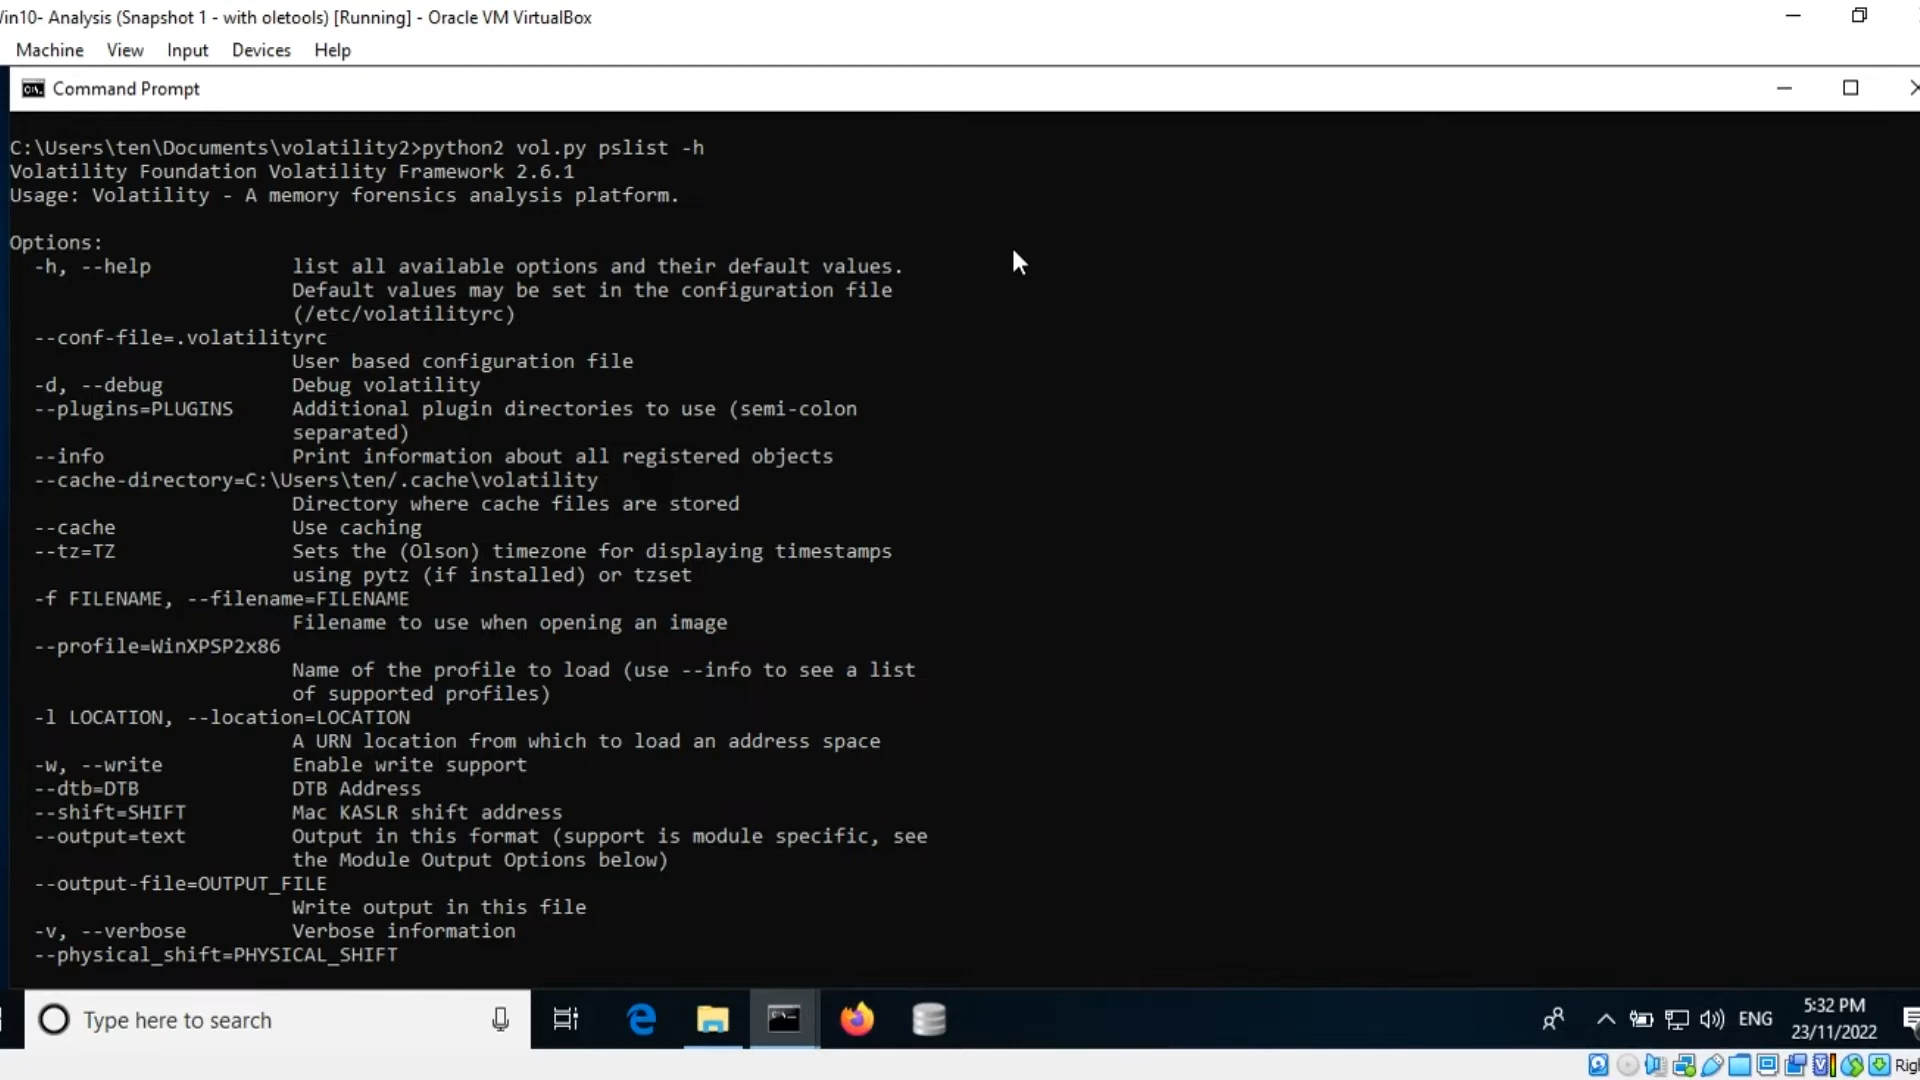 in10- Analysis (Snapshot 1 - with oletools) [Running] - Oracle VM VirtualBox
Machine View Input Devices Help
Command Prompt
C:\Users\ten\Documents\volatility2>python2 vol.py pslist -h
Volatility Foundation Volatility Framework 2.6.1
Usage: Volatility - A memory forensics analysis platform.
Options:
-h, --help list all available options and their default values.
Default values may be set in the configuration file
(/etc/volatilityrc)
--conf-file=.volatilityrc
User based configuration file
-d, --debug Debug volatility
--plugins=PLUGINS Additional plugin directories to use (semi-colon
separated)
--info Print information about all registered objects
--cache-directory=C:\Users\ten/.cache\volatility
Directory where cache files are stored
--cache Use caching
--tz=TZ Sets the (Olson) timezone for displaying timestamps
using pytz (if installed) or tzset
-f FILENAME, --filename=FILENAME
Filename to use when opening an image
--profile=WinXPSP2x86
Name of the profile to load (use --info to see a list
of supported profiles)
-l LOCATION, --location=LOCATION
A URN location from which to load an address space
-w, --write Enable write support
--dtb=DTB DTB Address
--shift=SHIFT Mac KASLR shift address
--output=text Output in this format (support is module specific, see
the Module Output Options below)
--output-file=OUTPUT_FILE
Write output in this file
-v, --verbose Verbose information
--physical_shift=PHYSICAL_SHIFT
Type here to search
ENG
5:32 PM
23/11/2022
Rig